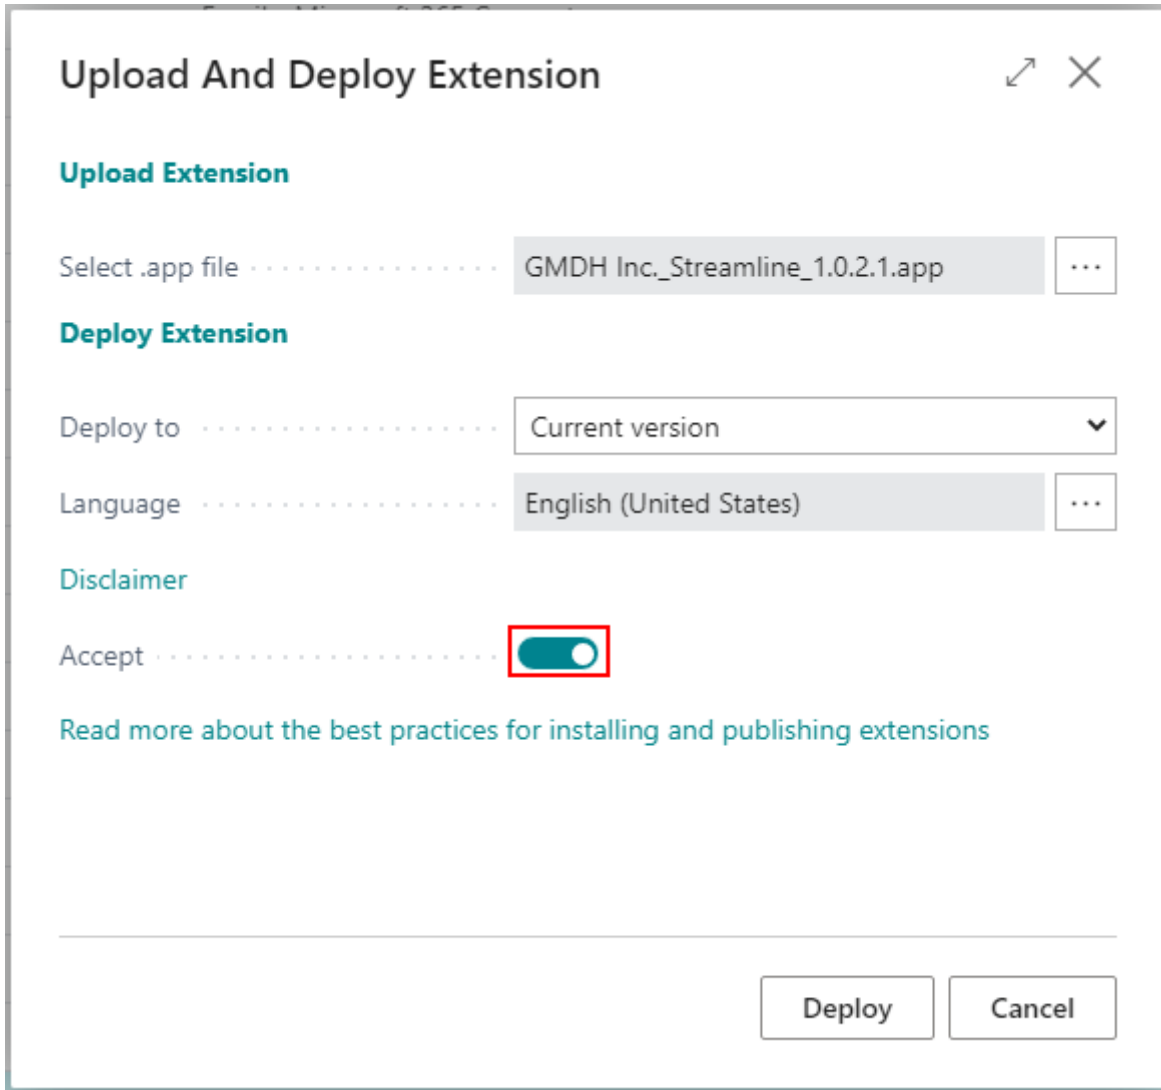 Upload And Deploy Extension
Upload Extension
Select .app file
GMDH Inc._Streamline_1.0.2.1.app
Deploy Extension
Deploy to
Current version
Language
English (United States)
Disclaimer
Accept
Read more about the best practices for installing and publishing extensions
Deploy
Cancel